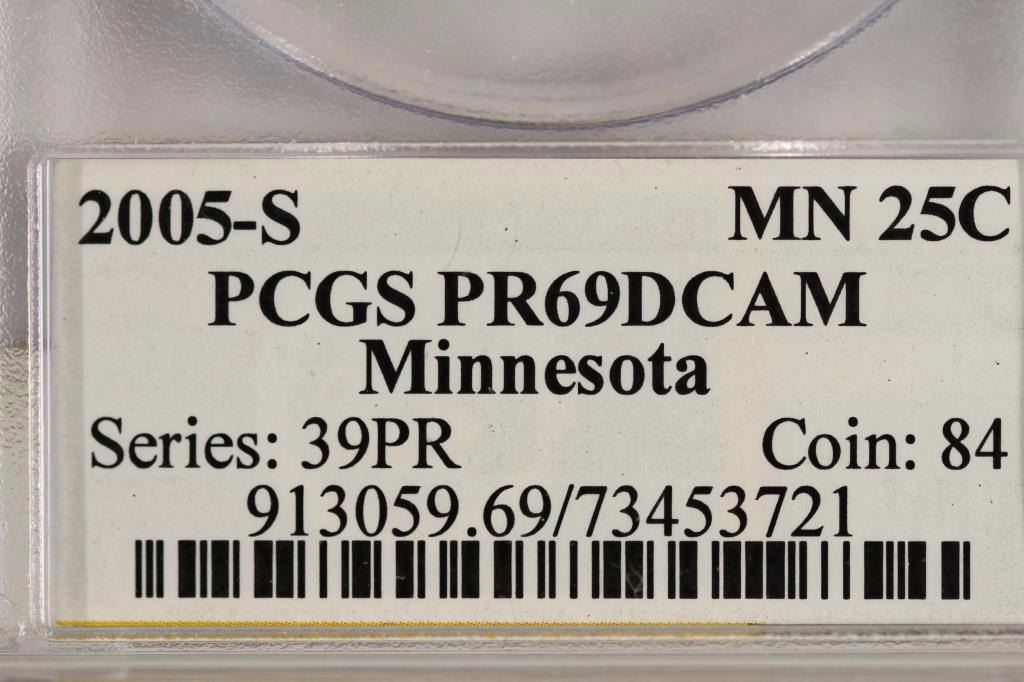 2005-S MN 25C
PCGS PR69DCAM
Minnesota
Series: 39PR Coin: 84
913059.69/73453721